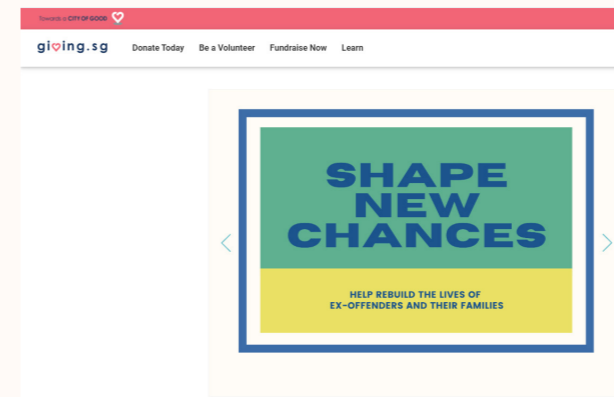 Towards a CITY OF GOOD
giving.sg
Donate Today Be a Volunteer Fundraise Now Learn
SHAPE
NEW
CHANCES
HELP REBUILD THE LIVES OF
EX-OFFENDERS AND THEIR FAMILIES